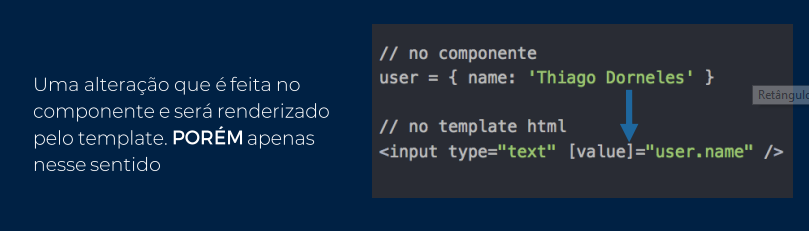 Uma alteração que é feita no
componente e será renderizado
pelo template. PORÉM apenas
nesse sentido
// no componente
user = { name: 'Thiago Dorneles' }
Retângulo
// no template html
<input type="text" [value]="user.name" />